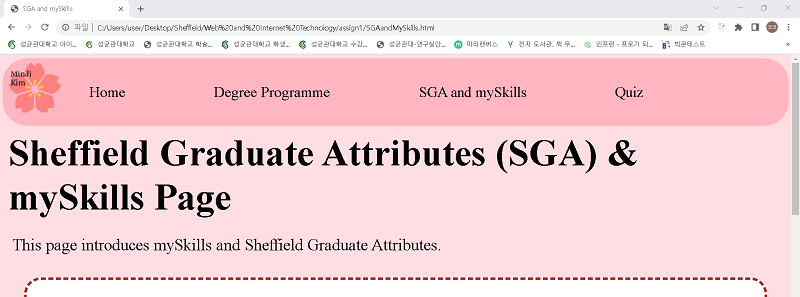 SGA and mySkills
파일 | C:/Users/user/Desktop/Sheffield/Web%20and%20Internet%20Technology/assign1/SGAandMySkills.html
성균관대학교 아이... 성균관대학교 성균관대학교 학술... 성균관대학교 학생... 성균관대학교 수강... 성균관대-연구실안... 미리캔버스 전자 도서관, 책 무... 인프런 - 프로가 되... 빅콘테스트
Minji
Kim
Home Degree Programme SGA and mySkills Quiz
Sheffield Graduate Attributes (SGA) &
mySkills Page
This page introduces mySkills and Sheffield Graduate Attributes.